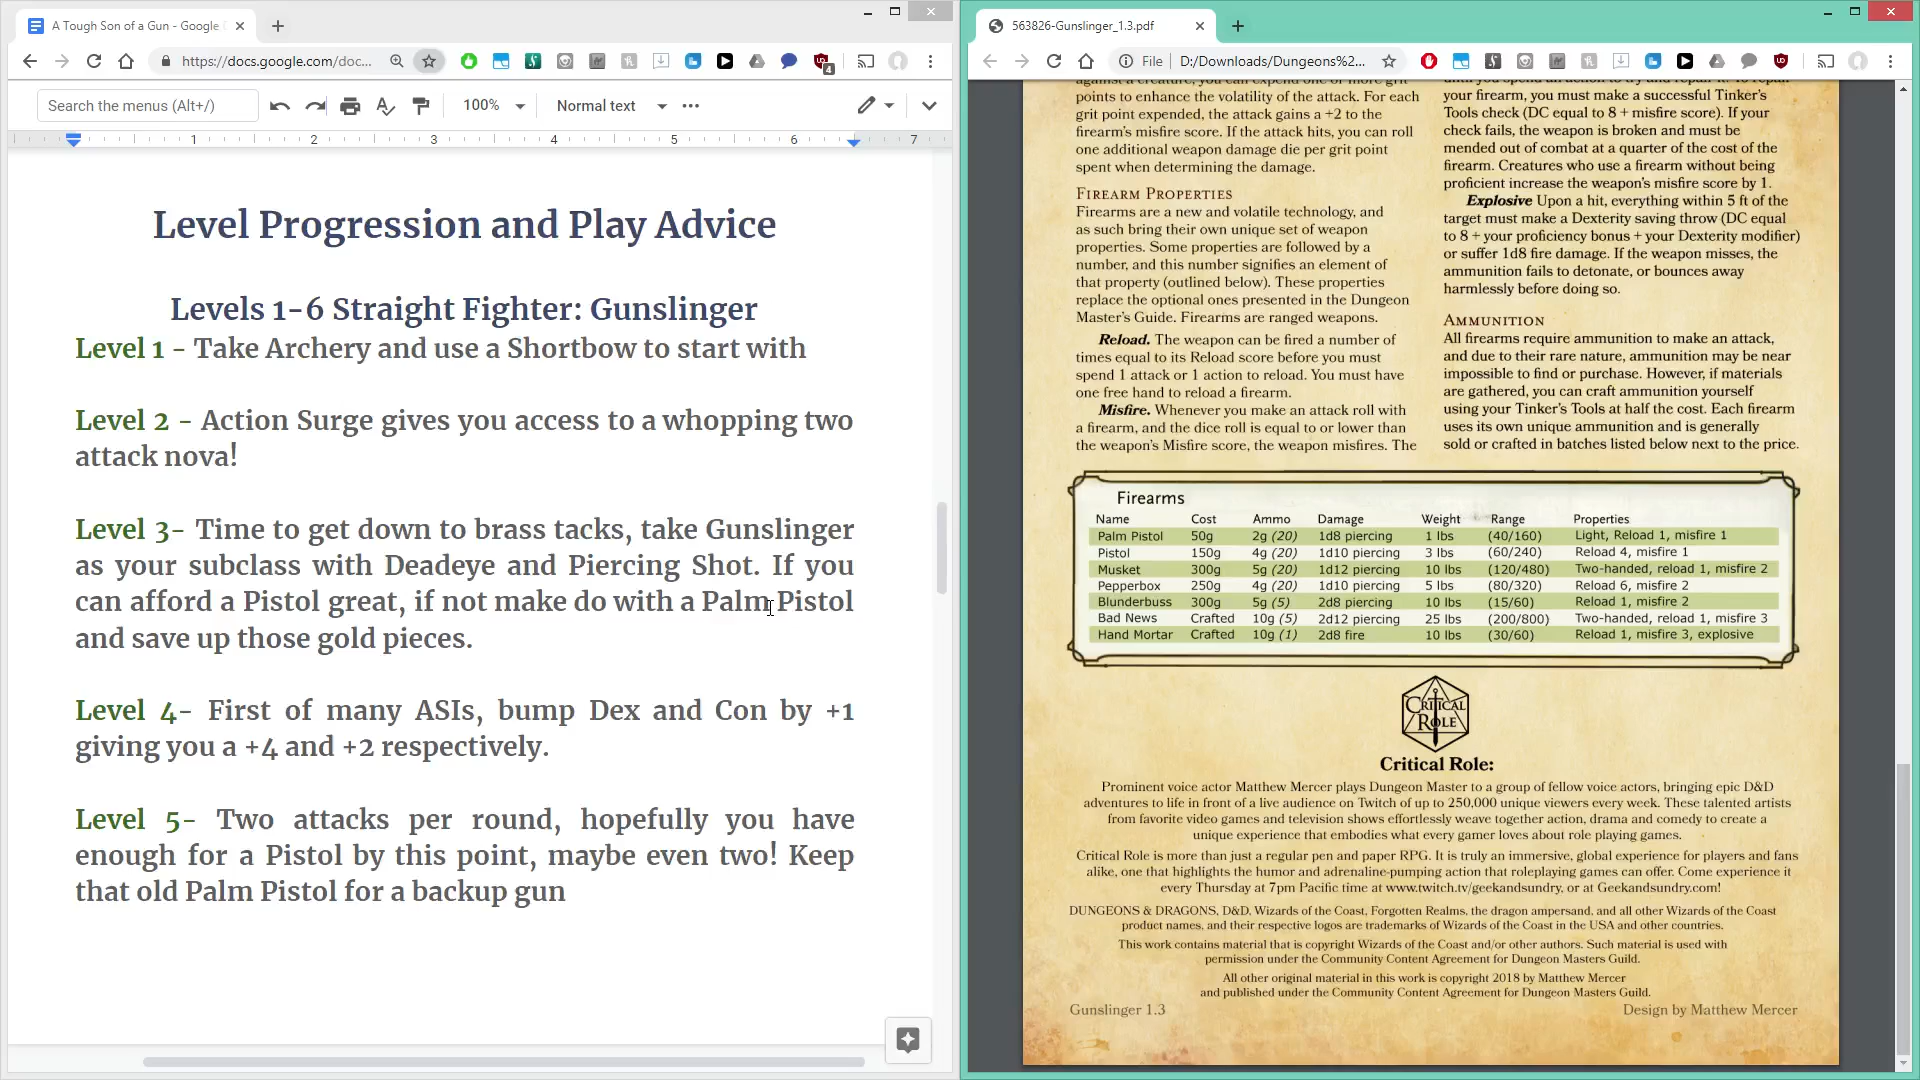 A Tough Son of a Gun - Google
https://docs.google.com/doc...
4
Search the menus (Alt+/)
100%
Normal text
1 2 3 4 5 6 7
Level Progression and Play Advice
Levels 1-6 Straight Fighter: Gunslinger
Level 1 - Take Archery and use a Shortbow to start with
Level 2 - Action Surge gives you access to a whopping two
attack nova!
Level 3- Time to get down to brass tacks, take Gunslinger
as your subclass with Deadeye and Piercing Shot. If you
can afford a Pistol great, if not make do with a Palm Pistol
and save up those gold pieces.
Level 4- First of many ASIs, bump Dex and Con by +1
giving you a +4 and +2 respectively.
Level 5- Two attacks per round, hopefully you have
enough for a Pistol by this point, maybe even two! Keep
that old Palm Pistol for a backup gun
563826-Gunslinger_1.3.pdf
File D:/Downloads/Dungeons%2...
points to enhance the volatility of the attack. For each
grit point expended, the attack gains a +2 to the
firearm's misfire score. If the attack hits, you can roll
one additional weapon damage die per grit point
spent when determining the damage.
FIREARM PROPERTIES
Firearms are a new and volatile technology, and
as such bring their own unique set of weapon
properties. Some properties are followed by a
number, and this number signifies an element of
that property (outlined below). These properties
replace the optional ones presented in the Dungeon
Master's Guide. Firearms are ranged weapons.
Reload. The weapon can be fired a number of
times equal to its Reload score before you must
spend 1 attack or 1 action to reload. You must have
one free hand to reload a firearm.
Misfire. Whenever you make an attack roll with
a firearm, and the dice roll is equal to or lower than
the weapon's Misfire score, the weapon misfires. The
your firearm, you must make a successful Tinker's
Tools check (DC equal to 8 + misfire score). If your
check fails, the weapon is broken and must be
mended out of combat at a quarter of the cost of the
firearm. Creatures who use a firearm without being
proficient increase the weapon's misfire score by 1.
Explosive Upon a hit, everything within 5 ft of the
target must make a Dexterity saving throw (DC equal
to 8 + your proficiency bonus + your Dexterity modifier)
or suffer 1d8 fire damage. If the weapon misses, the
ammunition fails to detonate, or bounces away
harmlessly before doing so.
AMMUNITION
All firearms require ammunition to make an attack,
and due to their rare nature, ammunition may be near
impossible to find or purchase. However, if materials
are gathered, you can craft ammunition yourself
using your Tinker's Tools at half the cost. Each firearm
uses its own unique ammunition and is generally
sold or crafted in batches listed below next to the price.
Firearms
Name Cost Ammo Damage Weight Range Properties
Palm Pistol 50g 2g (20) 1d8 piercing 1 lbs (40/160) Light, Reload 1, misfire 1
Pistol 150g 4g (20) 1d10 piercing 3 lbs (60/240) Reload 4, misfire 1
Musket 300g 5g (20) 1d12 piercing 10 lbs (120/480) Two-handed, reload 1, misfire 2
Pepperbox 250g 4g (20) 1d10 piercing 5 lbs (80/320) Reload 6, misfire 2
Blunderbuss 300g 5g (5) 2d8 piercing 10 lbs (15/60) Reload 1, misfire 2
Bad News Crafted 10g (5) 2d12 piercing 25 lbs (200/800) Two-handed, reload 1, misfire 3
Hand Mortar Crafted 10g (1) 2d8 fire 10 lbs (30/60) Reload 1, misfire 3, explosive
CRITICAL
ROLE
Critical Role:
Prominent voice actor Matthew Mercer plays Dungeon Master to a group of fellow voice actors, bringing epic D&D
adventures to life in front of a live audience on Twitch of up to 250,000 unique viewers every week. These talented artists
from favorite video games and television shows effortlessly weave together action, drama and comedy to create a
unique experience that embodies what every gamer loves about role playing games.
Critical Role is more than just a regular pen and paper RPG. It is truly an immersive, global experience for players and fans
alike, one that highlights the humor and adrenaline-pumping action that roleplaying games can offer. Come experience it
every Thursday at 7pm Pacific time at www.twitch.tv/geekandsundry, or at Geekandsundry.com!
DUNGEONS & DRAGONS, D&D, Wizards of the Coast, Forgotten Realms, the dragon ampersand, and all other Wizards of the Coast
product names, and their respective logos are trademarks of Wizards of the Coast in the USA and other countries.
This work contains material that is copyright Wizards of the Coast and/or other authors. Such material is used with
permission under the Community Content Agreement for Dungeon Masters Guild.
All other original material in this work is copyright 2018 by Matthew Mercer
and published under the Community Content Agreement for Dungeon Masters Guild.
Gunslinger 1.3
Design by Matthew Mercer